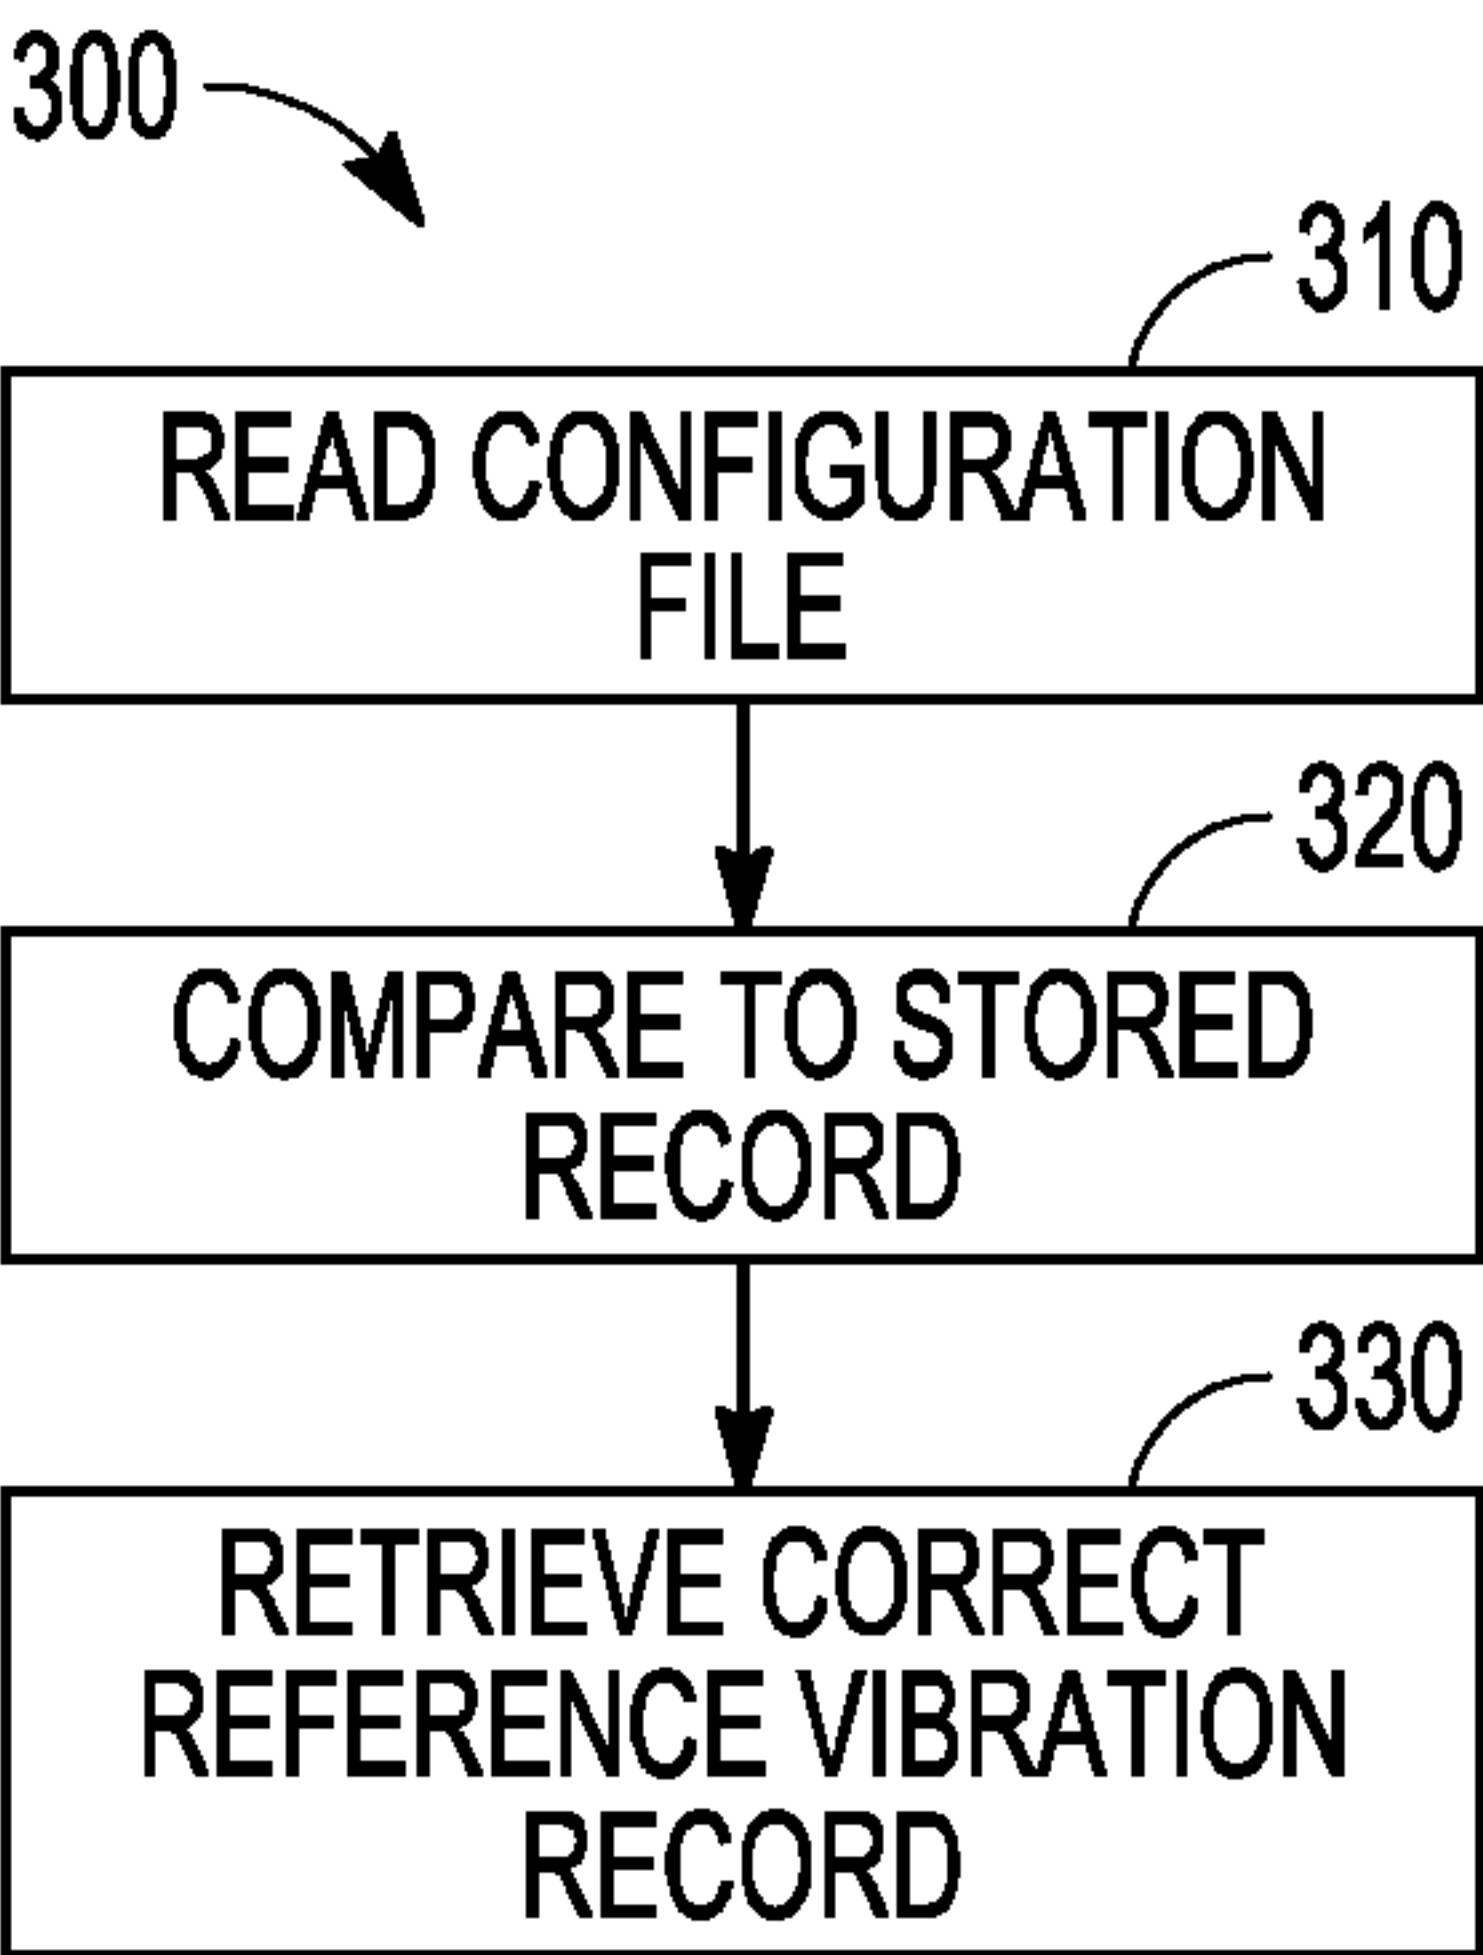 300
310
READ CONFIGURATION
FILE
320
COMPARE TO STORED
RECORD
330
RETRIEVE CORRECT
REFERENCE VIBRATION
RECORD